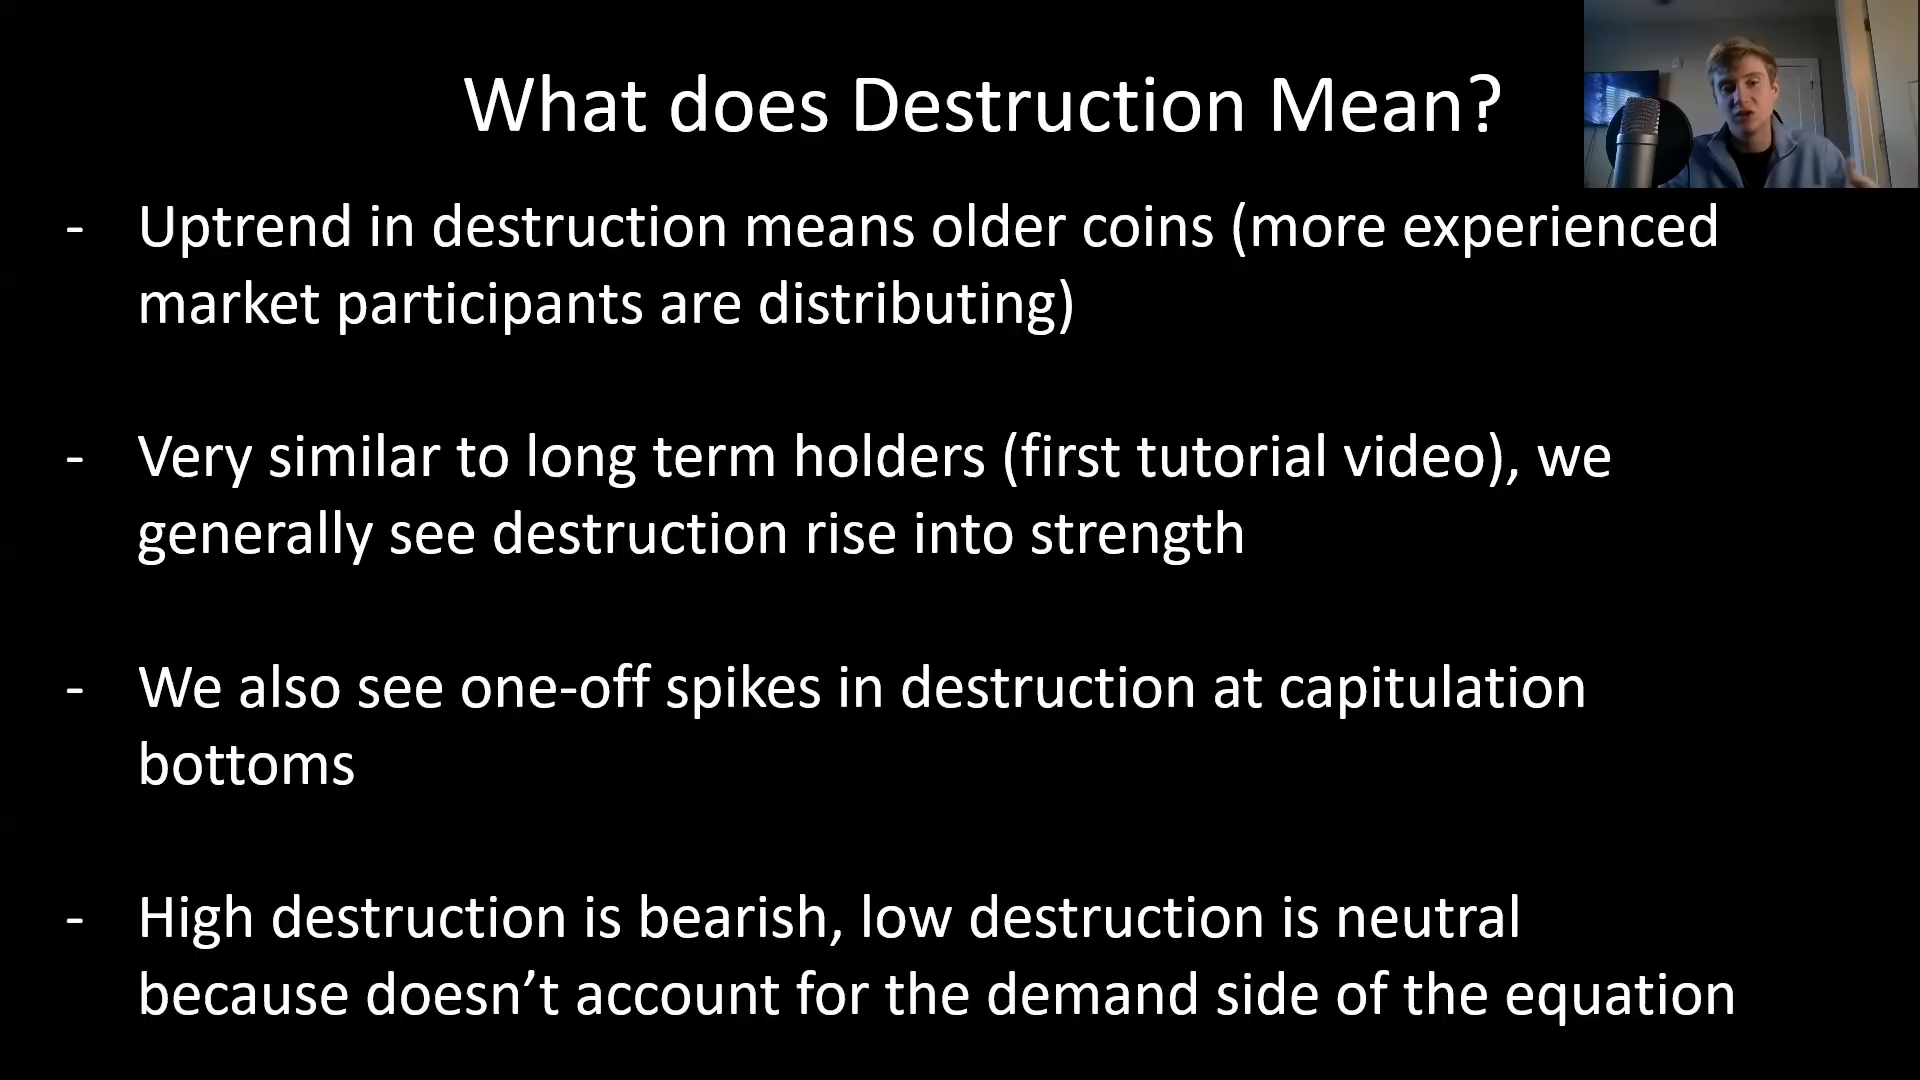 What does Destruction Mean?
- Uptrend in destruction means older coins (more experienced
market participants are distributing)
- Very similar to long term holders (first tutorial video), we
generally see destruction rise into strength
- We also see one-off spikes in destruction at capitulation
bottoms
- High destruction is bearish, low destruction is neutral
because doesn’t account for the demand side of the equation